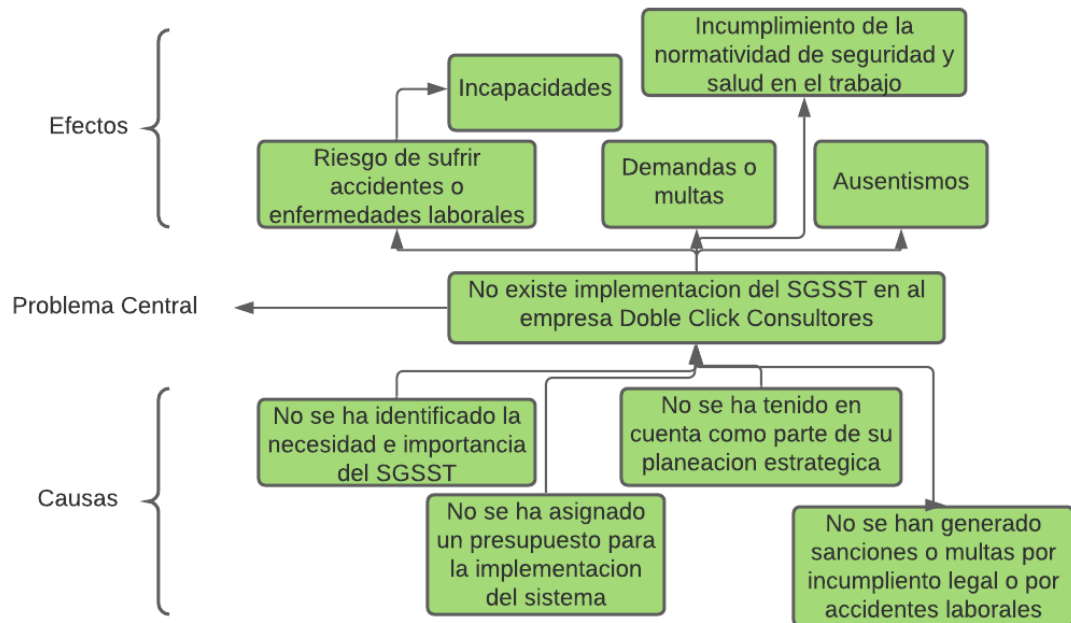 Efectos
Incumplimiento de la
normatividad de seguridad y
salud en el trabajo
Incapacidades
Riesgo de sufrir
accidentes o
enfermedades laborales
Demandas o
multas
Ausentismos
Problema Central
No existe implementacion del SGSST en al
empresa Doble Click Consultores
Causas
No se ha identificado la
necesidad e importancia
del SGSST
No se ha tenido en
cuenta como parte de su
planeacion estrategica
No se ha asignado
un presupuesto para
la implementacion
del sistema
No se han generado
sanciones o multas por
incumpliento legal o por
accidentes laborales